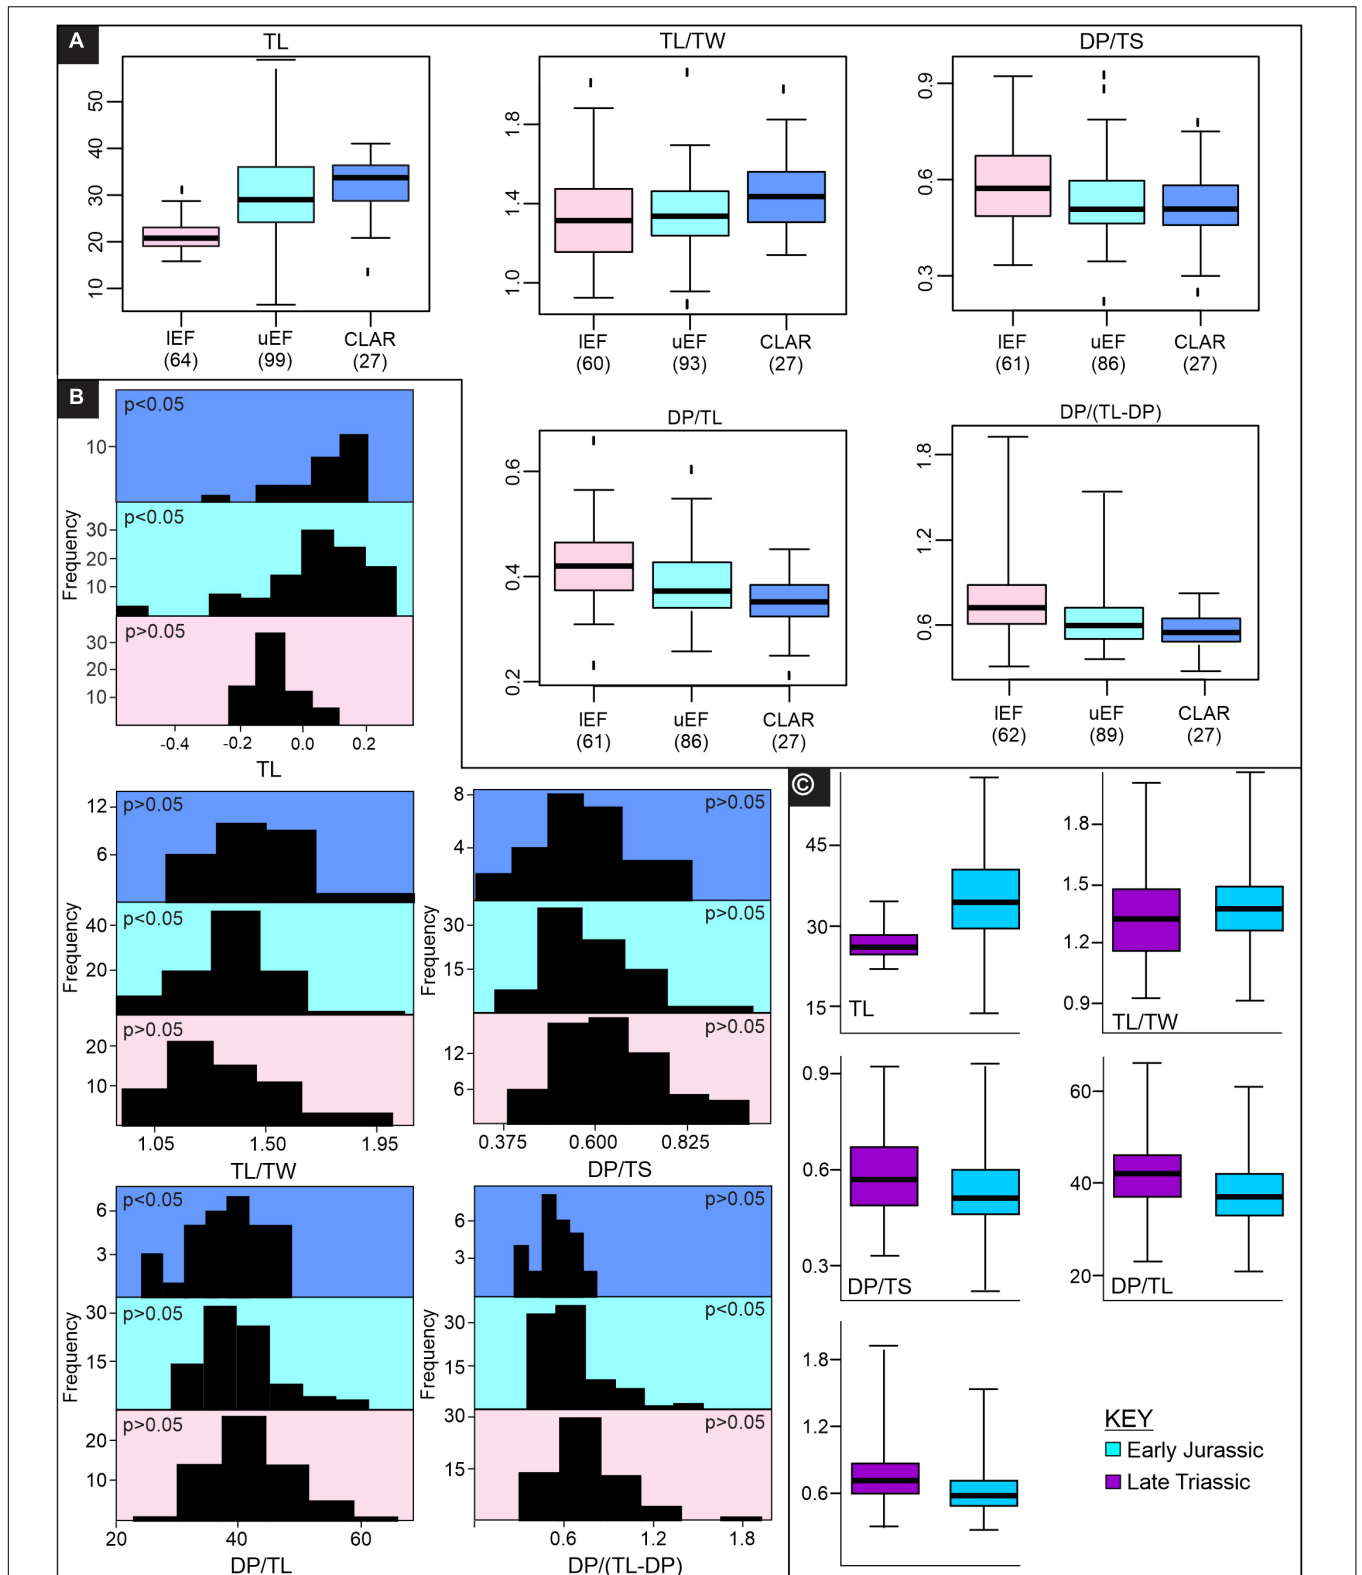 A
TL
50
40
30
20
10
lEF
(64)
uEF
(99)
CLAR
(27)
TL/TW
1.8
1.4
1.0
lEF
(60)
uEF
(93)
CLAR
(27)
DP/TS
0.9
0.6
0.3
lEF
(61)
uEF
(86)
CLAR
(27)
DP/TL
0.6
0.4
0.2
lEF
(61)
uEF
(86)
CLAR
(27)
DP/(TL-DP)
1.8
1.2
0.6
lEF
(62)
uEF
(89)
CLAR
(27)
B
p<0.05
10
p<0.05
30
20
10
p>0.05
30
20
10
Frequency
-0.4 -0.2 0.0 0.2
TL
p>0.05
12
6
p<0.05
40
20
p>0.05
20
10
Frequency
1.05 1.50 1.95
TL/TW
p>0.05
8
4
p>0.05
30
15
p>0.05
12
6
Frequency
0.375 0.600 0.825
DP/TS
p<0.05
6
3
p>0.05
30
15
p>0.05
20
10
Frequency
20 40 60
DP/TL
p>0.05
6
3
p<0.05
30
15
p>0.05
30
15
Frequency
0.6 1.2 1.8
DP/(TL-DP)
C
45
30
15
TL
1.8
1.5
1.2
0.9
TL/TW
0.9
0.6
0.3
DP/TS
60
40
20
DP/TL
1.8
1.2
0.6
KEY
Early Jurassic
Late Triassic